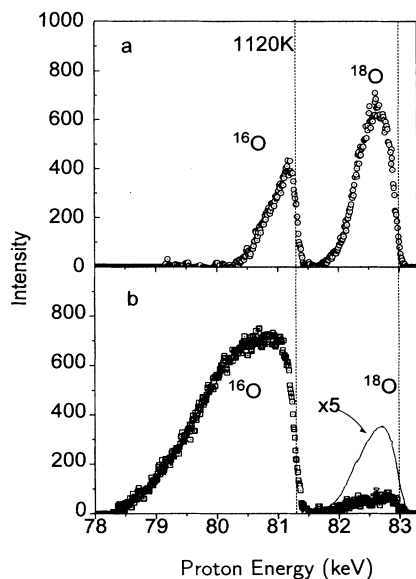 1000
800
600
400
200
0
a
1120K
¹⁶O
¹⁸O
Intensity
800
600
400
200
0
b
¹⁶O
x5
¹⁸O
78 79 80 81 82 83
Proton Energy (keV)